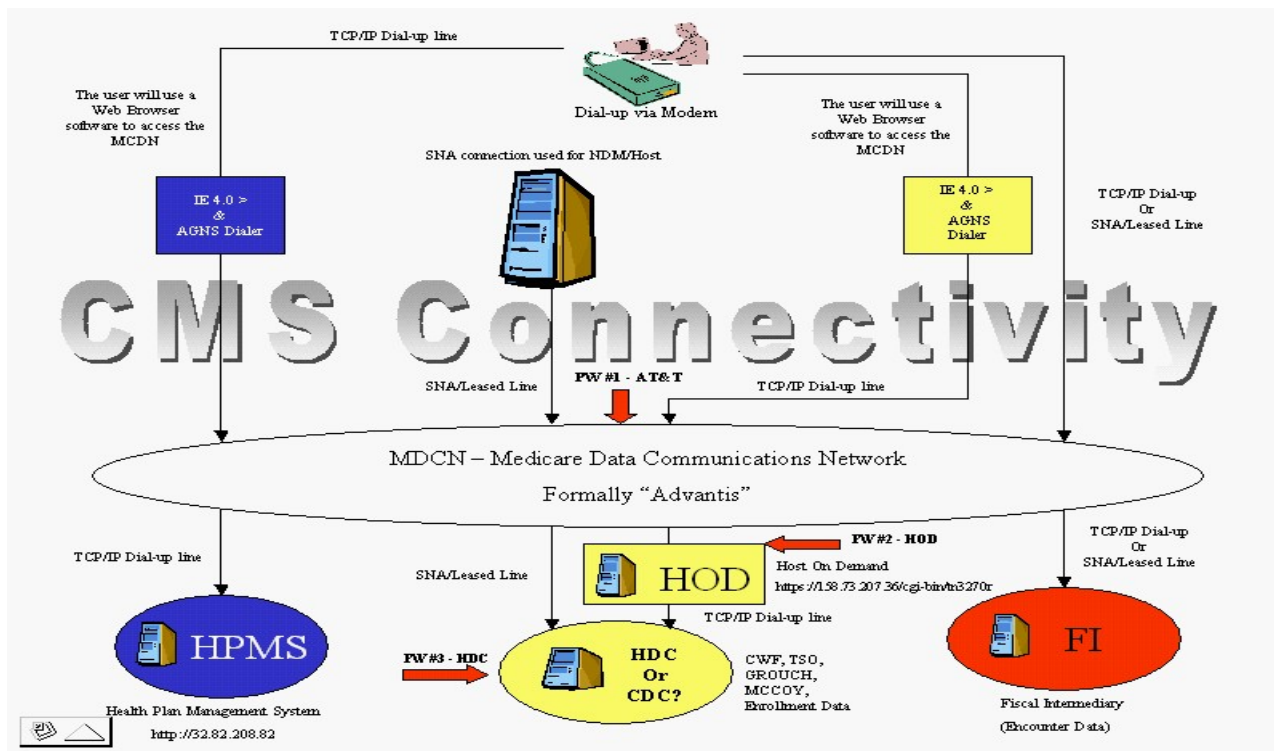 TCP/IP Dial-up line
Dial-up via Modem
The user will use a
Web Browser
software to access the
MCDN
The user will use a
Web Browser
software to access the
MCDN
SNA connection used for NDM/Host
IE 4.0 >
&
AGNS Dialer
IE 4.0 >
&
AGNS
Dialer
TCP/IP Dial-up
Or
SNA/Leased Line
CMS Connectivity
SNA/Leased Line
PW #1 - AT&T
TCP/IP Dial-up line
MDCN – Medicare Data Communications Network
Formally “Advantis”
TCP/IP Dial-up line
SNA/Leased Line
HOD
PW #2 - HOD
Host On Demand
https://158.73.207.36/cgi-bin/tn3270r
TCP/IP Dial-up line
TCP/IP Dial-up
Or
SNA/Leased Line
HPMS
Health Plan Management System
http://32.82.208.82
PW #3 - HDC
HDC
Or
CDC?
CWF, TSO,
GROUCH,
MCCOY,
Enrollment Data
FI
Fiscal Intermediary
(Encounter Data)